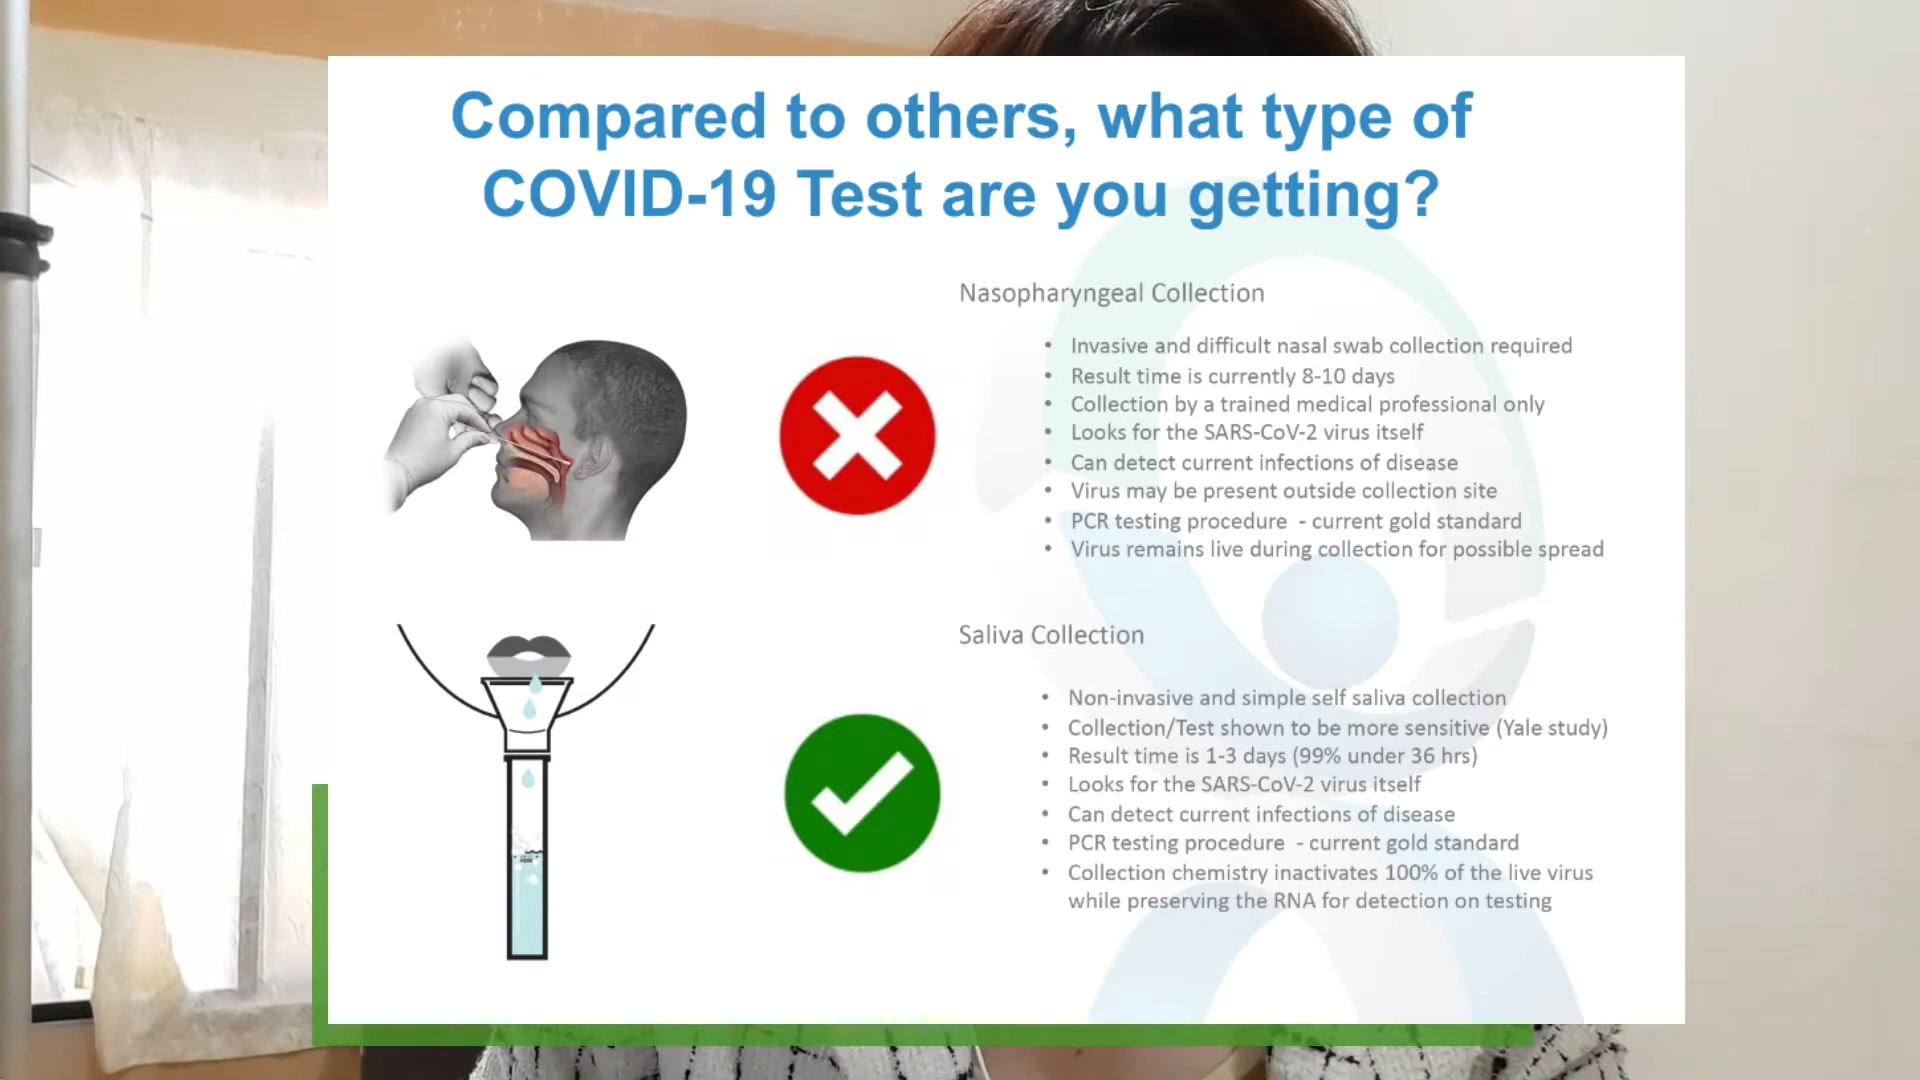 Compared to others, what type of
COVID-19 Test are you getting?
Nasopharyngeal Collection
• Invasive and difficult nasal swab collection required
• Result time is currently 8-10 days
• Collection by a trained medical professional only
• Looks for the SARS-CoV-2 virus itself
• Can detect current infections of disease
• Virus may be present outside collection site
• PCR testing procedure - current gold standard
• Virus remains live during collection for possible spread
Saliva Collection
• Non-invasive and simple self saliva collection
• Collection/Test shown to be more sensitive (Yale study)
• Result time is 1-3 days (99% under 36 hrs)
• Looks for the SARS-CoV-2 virus itself
• Can detect current infections of disease
• PCR testing procedure - current gold standard
• Collection chemistry inactivates 100% of the live virus
while preserving the RNA for detection on testing